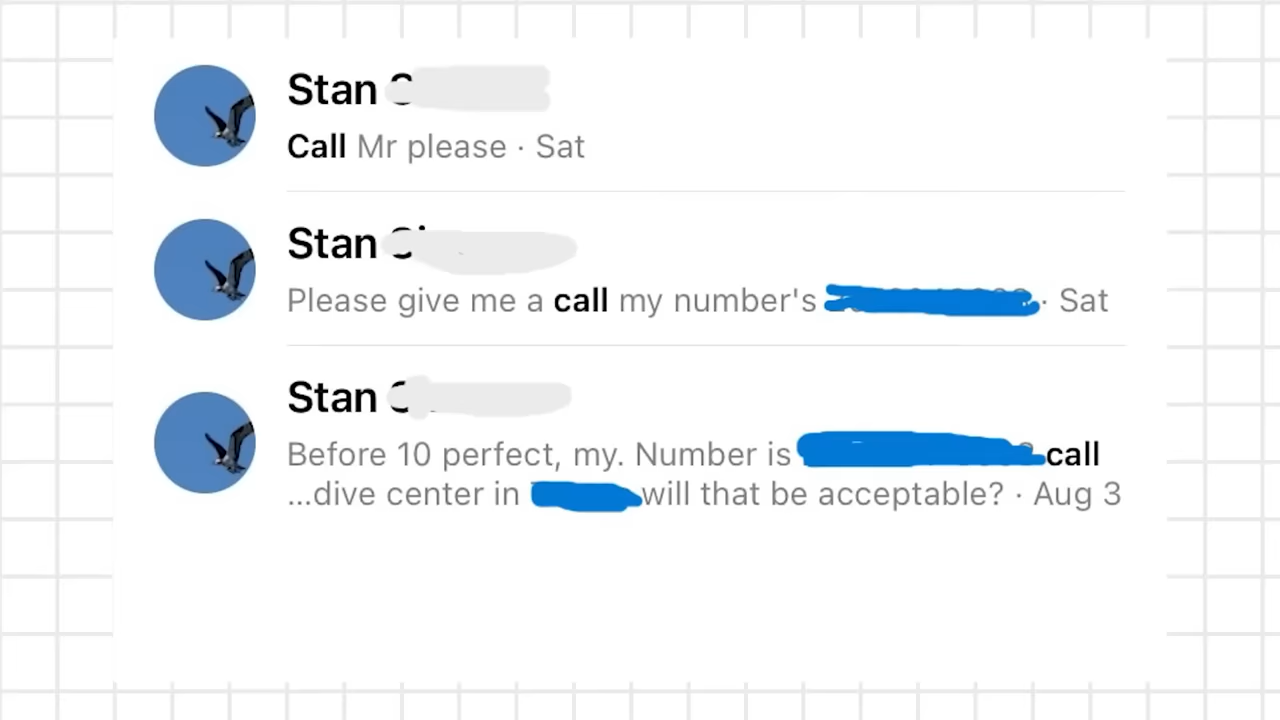 Stan
Call Mr please · Sat
Stan
Please give me a call my number's · Sat
Stan
Before 10 perfect, my. Number is call
...dive center in will that be acceptable? · Aug 3